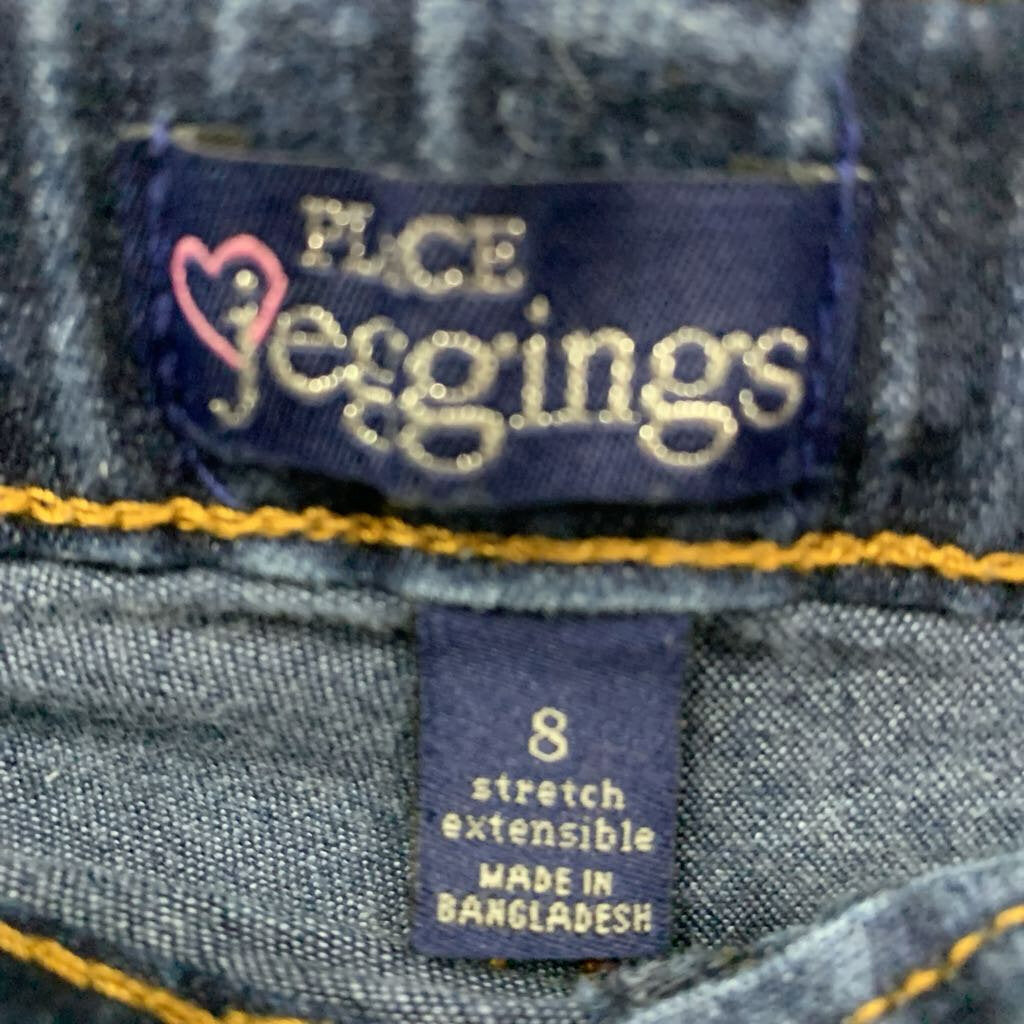 PLACE
jeggings
8
stretch
extensible
MADE IN
BANGLADESH